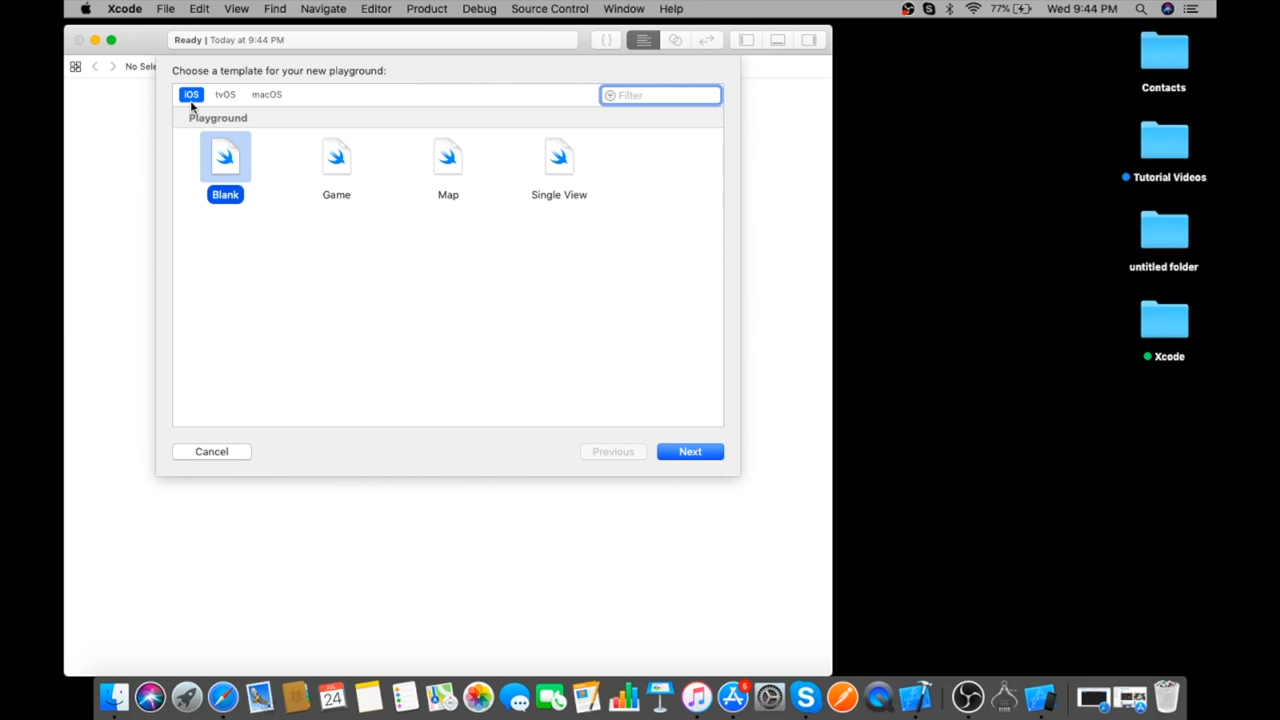 Xcode File Edit View Find Navigate Editor Product Debug Source Control Window Help 77% Wed 9:44 PM
Ready | Today at 9:44 PM
No Sele
Choose a template for your new playground:
iOS tvOS macOS Filter
Playground
Blank Game Map Single View
Cancel Previous Next
Contacts
Tutorial Videos
untitled folder
Xcode
24
6